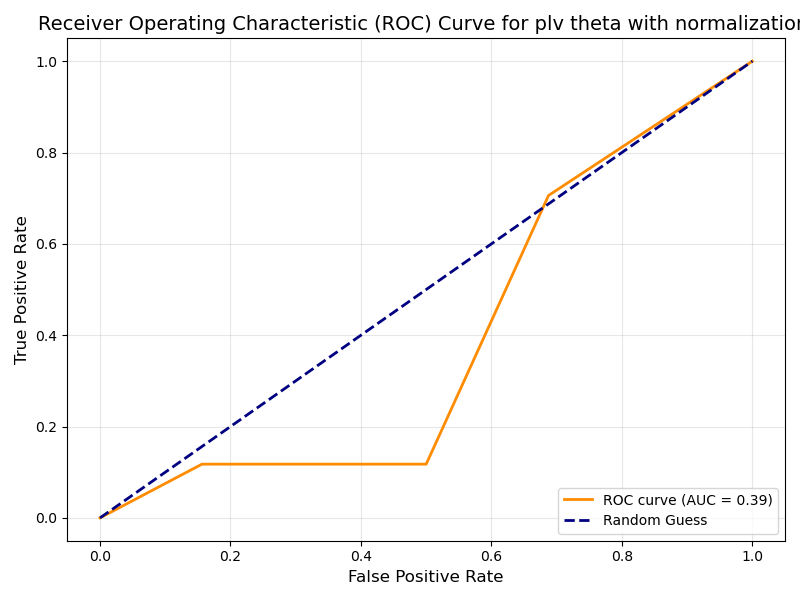 Receiver Operating Characteristic (ROC) Curve for plv theta with normalization
True Positive Rate
1.0
0.8
0.6
0.4
0.2
0.0
0.0 0.2 0.4 0.6 0.8 1.0
False Positive Rate
ROC curve (AUC = 0.39)
Random Guess